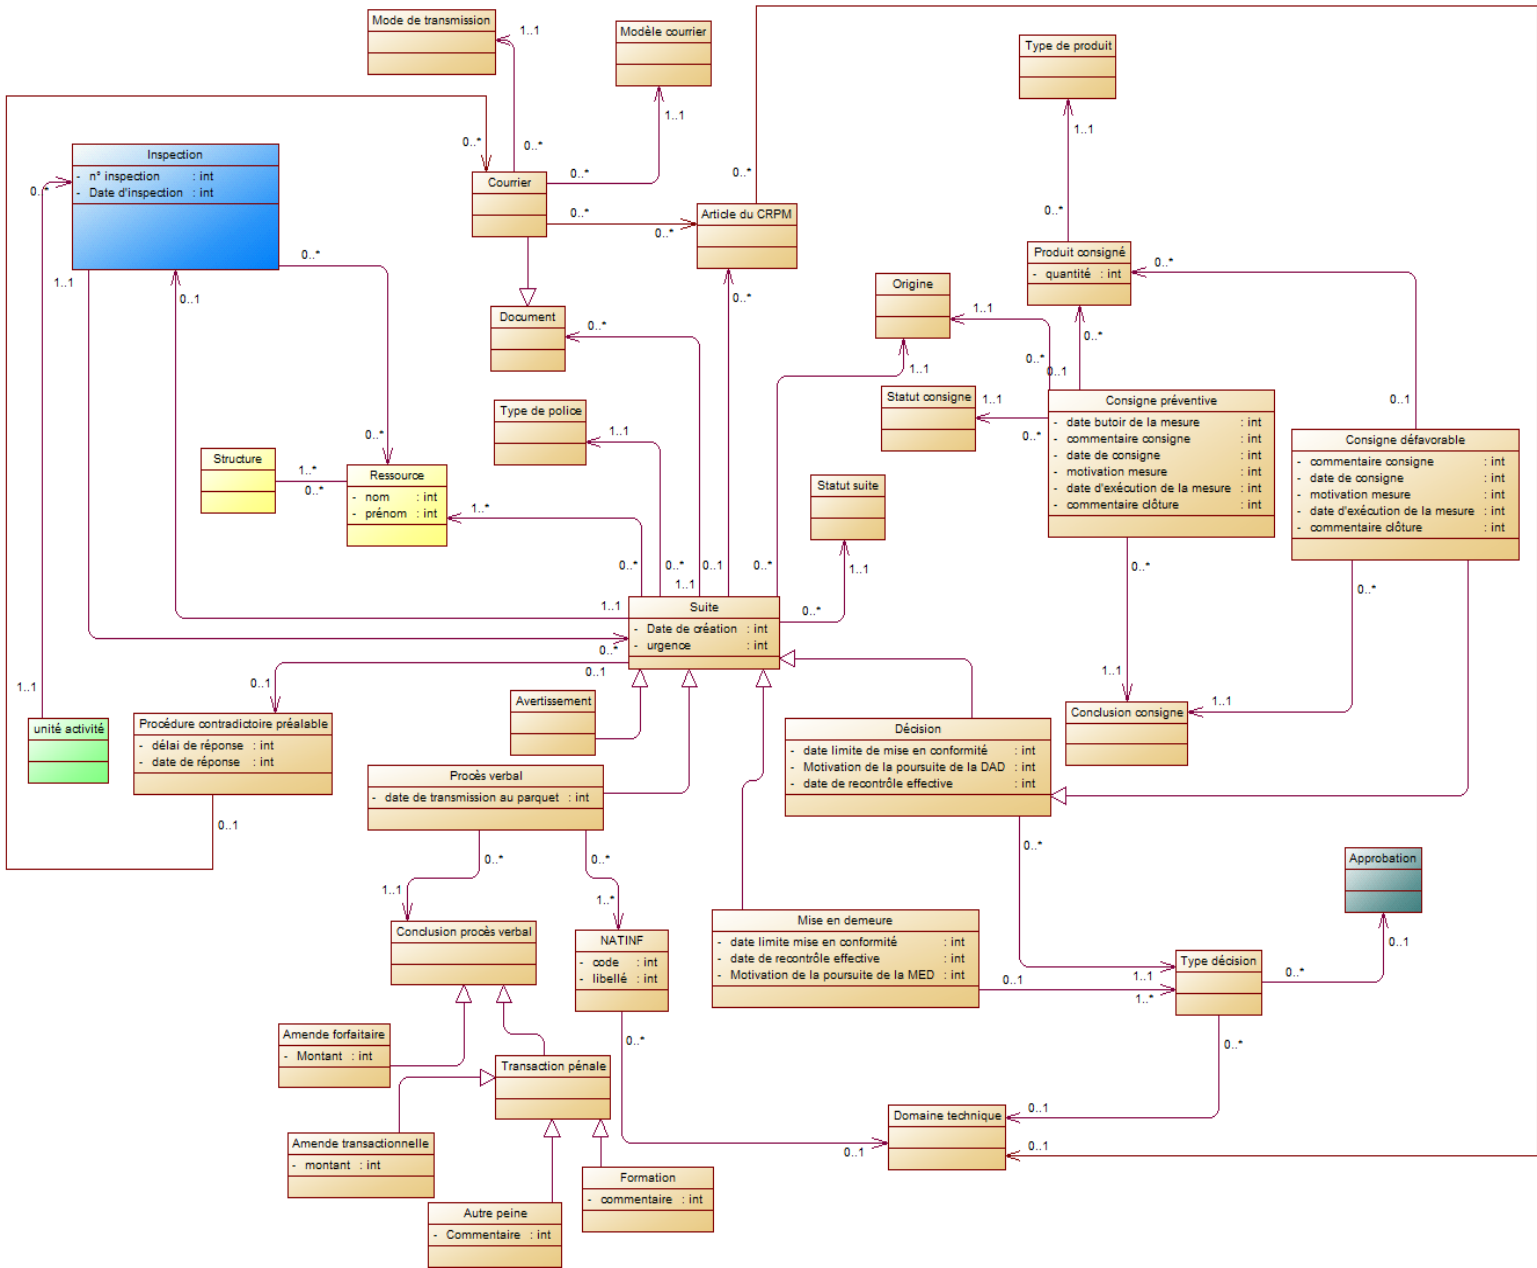 Mode de transmission
1..1
0..*
Modèle courrier
1..1
0..*
Type de produit
1..1
0..*
Inspection
- n° inspection : int
- Date d'inspection : int
0..*
1..1
0..1
0..*
0..*
Courrier
0..*
0..*
0..*
Article du CRPM
0..*
0..*
Produit consigné
- quantité : int
0..*
0..*
0..1
0..1
Origine
1..1
0..*
1..1
Document
0..*
Statut consigne
1..1
0..*
Consigne préventive
- date butoir de la mesure : int
- commentaire consigne : int
- date de consigne : int
- motivation mesure : int
- date d'exécution de la mesure : int
- commentaire clôture : int
Consigne défavorable
- commentaire consigne : int
- date de consigne : int
- motivation mesure : int
- date d'exécution de la mesure : int
- commentaire clôture : int
Type de police
1..1
Structure
1..*
0..*
0..*
Ressource
- nom : int
- prénom : int
1..*
Statut suite
1..1
0..*
0..*
0..*
1..1
0..1
0..*
0..*
0..*
1..1
Suite
- Date de création : int
- urgence : int
0..*
0..1
0..1
1..1
1..1
1..1
unité activité
Procédure contradictoire préalable
- délai de réponse : int
- date de réponse : int
0..1
Avertissement
Conclusion consigne
Décision
- date limite de mise en conformité : int
- Motivation de la poursuite de la DAD : int
- date de recontrôle effective : int
0..*
Procès verbal
- date de transmission au parquet : int
0..*
0..*
1..1
1..*
Approbation
0..1
Mise en demeure
- date limite mise en conformité : int
- date de recontrôle effective : int
- Motivation de la poursuite de la MED : int
0..1
1..1
1..*
Conclusion procès verbal
NATINF
- code : int
- libellé : int
0..*
Type décision
0..*
0..*
Amende forfaitaire
- Montant : int
Transaction pénale
Domaine technique
0..1
0..1
0..1
Amende transactionnelle
- montant : int
Formation
- commentaire : int
Autre peine
- Commentaire : int